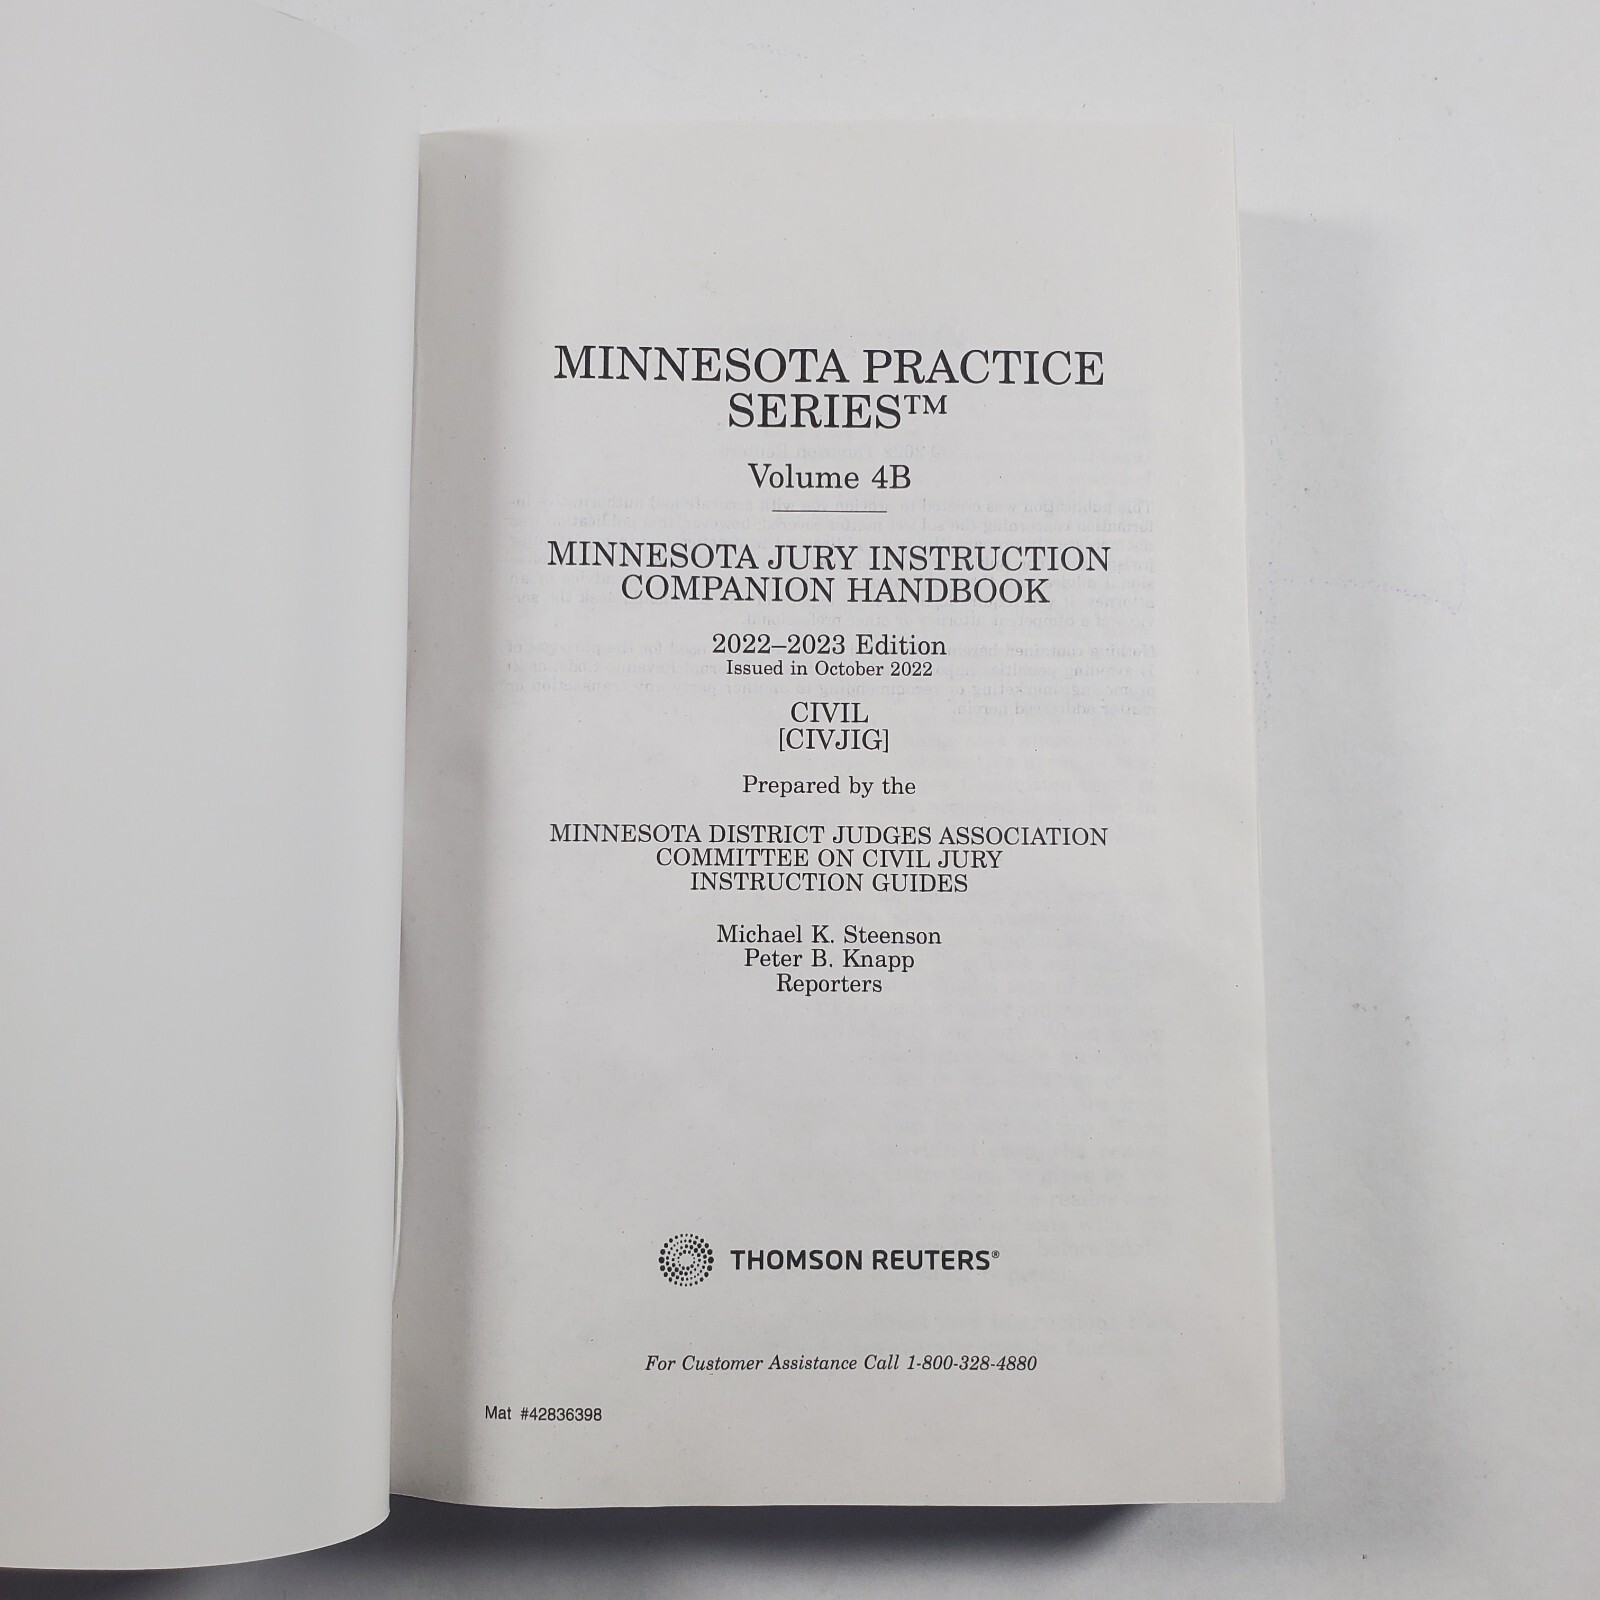 MINNESOTA PRACTICE
SERIES™
Volume 4B
MINNESOTA JURY INSTRUCTION
COMPANION HANDBOOK
2022–2023 Edition
Issued in October 2022
CIVIL
[CIVJIG]
Prepared by the
MINNESOTA DISTRICT JUDGES ASSOCIATION
COMMITTEE ON CIVIL JURY
INSTRUCTION GUIDES
Michael K. Steenson
Peter B. Knapp
Reporters
THOMSON REUTERS®
For Customer Assistance Call 1-800-328-4880
Mat #42836398